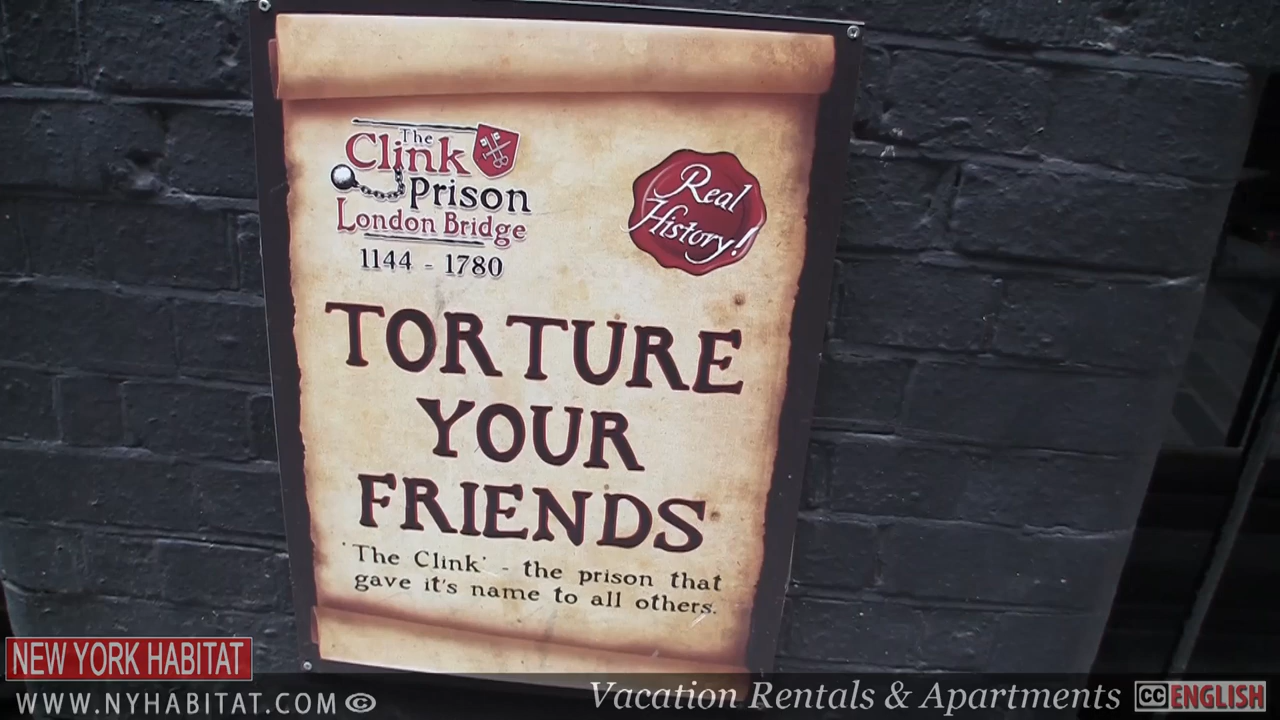 The
Clink
Prison
London Bridge
1144 - 1780
Real
History!
TORTURE
YOUR
FRIENDS
'The Clink' - the prison that
gave it's name to all others.
NEW YORK HABITAT
WWW.NYHABITAT.COM ©
Vacation Rentals & Apartments
CC ENGLISH